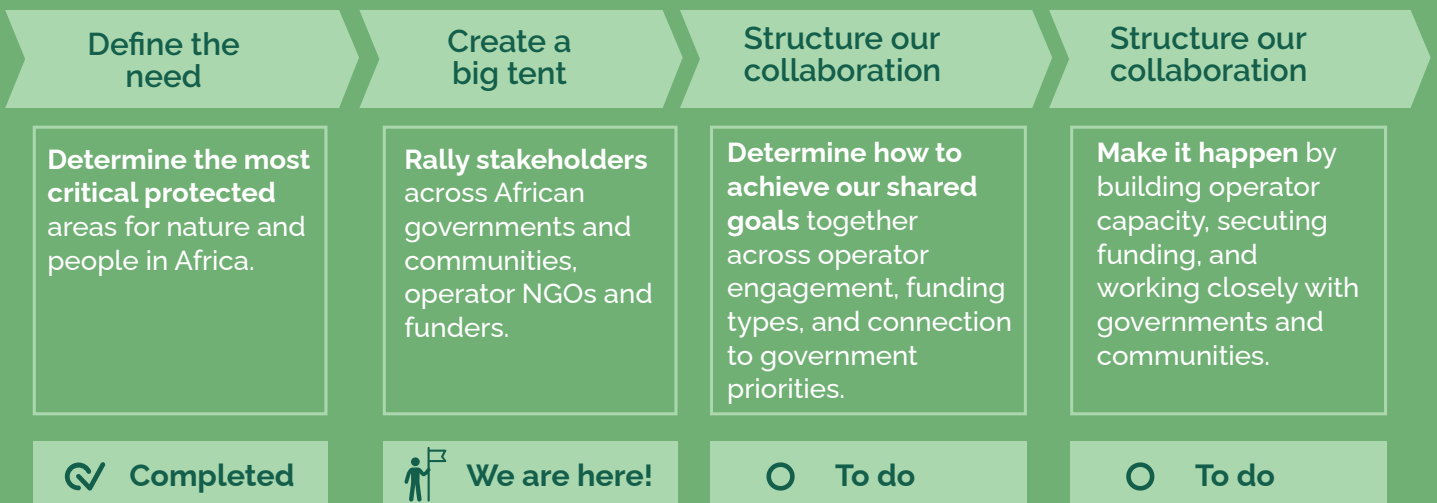 Define the
need
Create a
big tent
Structure our
collaboration
Structure our
collaboration
Determine the most
critical protected
areas for nature and
people in Africa.
Rally stakeholders
across African
governments and
communities,
operator NGOs and
funders.
Determine how to
achieve our shared
goals together
across operator
engagement, funding
types, and connection
to government
priorities.
Make it happen by
building operator
capacity, secuting
funding, and
working closely with
governments and
communities.
Completed
We are here!
To do
To do